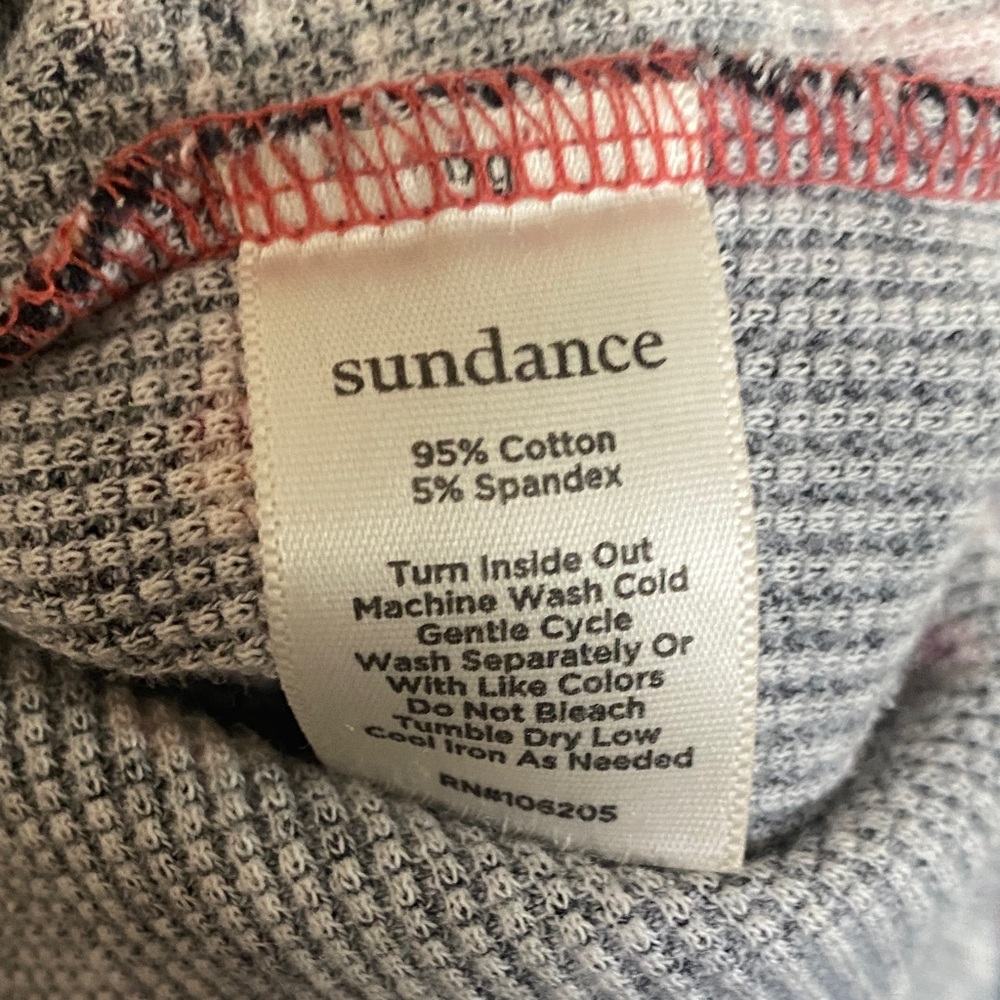 sundance
95% Cotton
5% Spandex
Turn Inside Out
Machine Wash Cold
Gentle Cycle
Wash Separately Or
With Like Colors
Do Not Bleach
Tumble Dry Low
Cool Iron As Needed
RN#106205